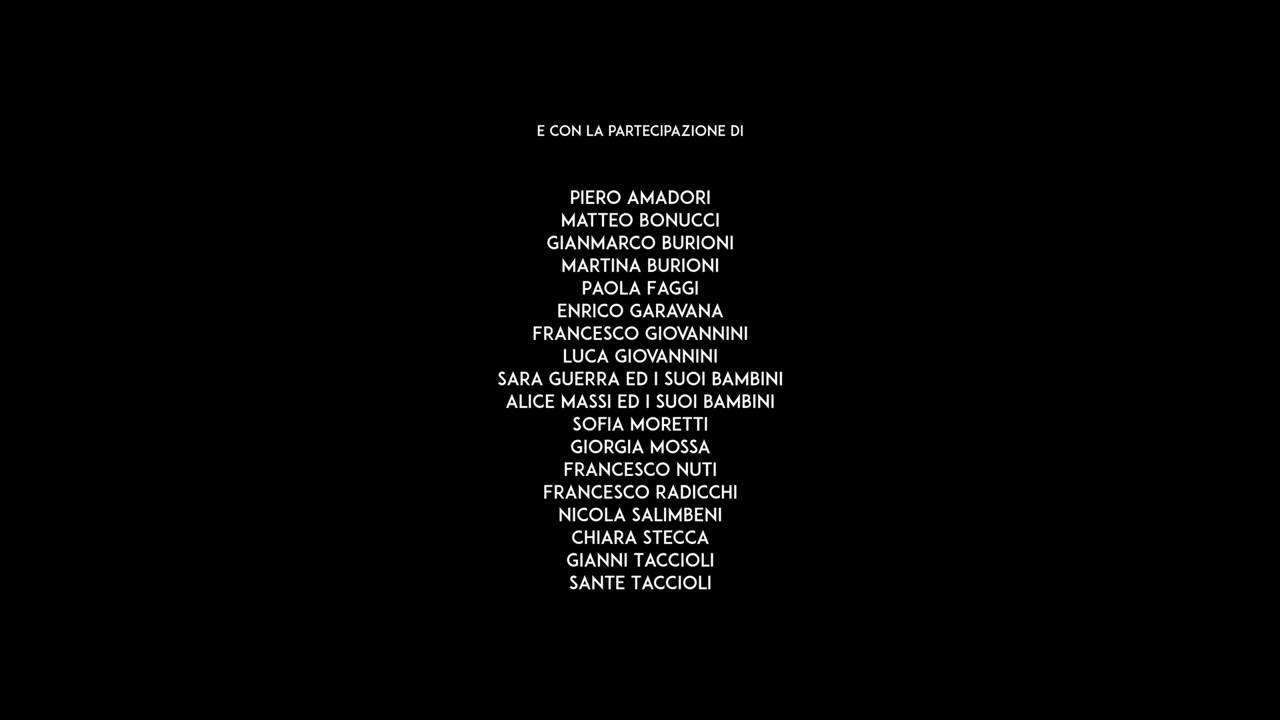 E CON LA PARTECIPAZIONE DI
PIERO AMADORI
MATTEO BONUCCI
GIANMARCO BURIONI
MARTINA BURIONI
PAOLA FAGGI
ENRICO GARAVANA
FRANCESCO GIOVANNINI
LUCA GIOVANNINI
SARA GUERRA ED I SUOI BAMBINI
ALICE MASSI ED I SUOI BAMBINI
SOFIA MORETTI
GIORGIA MOSSA
FRANCESCO NUTI
FRANCESCO RADICCHI
NICOLA SALIMBENI
CHIARA STECCA
GIANNI TACCIOLI
SANTE TACCIOLI